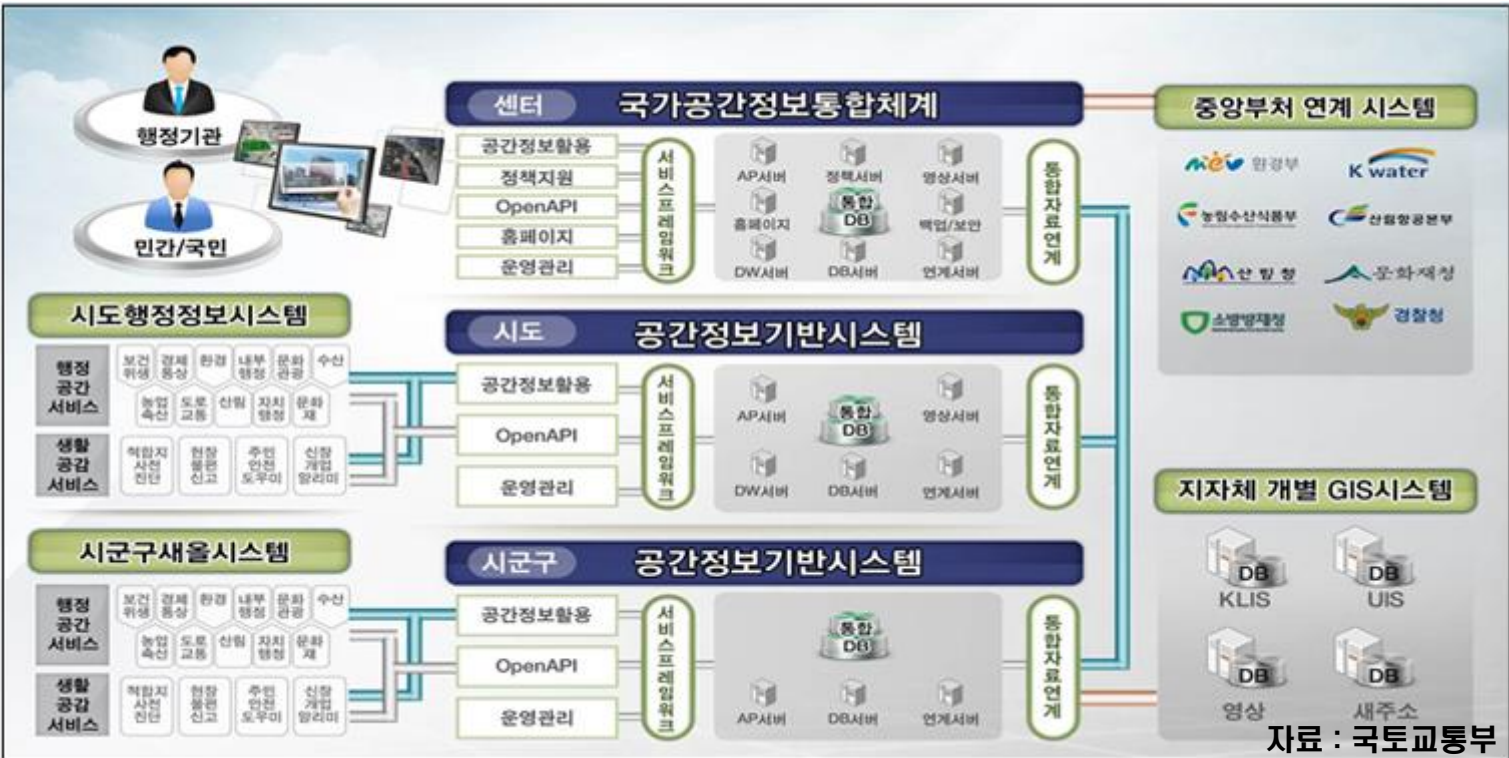 행정기관
민간/국민
센터 국가공간정보통합체계
공간정보활용
정책지원
OpenAPI
홈페이지
운영관리
서비스프레임워크
AP서버 정책서버 영상서버
홈페이지 통합 DB 백업/보안
DW서버 DB서버 연계서버
통합자료연계
중앙부처 연계 시스템
me 환경부
K water
농림수산식품부
산림항공본부
산림청
문화재청
소방방재청
경찰청
시도행정정보시스템
행정
공간
서비스
보건 경제 환경 내부 문화 수산
위생 통상 행정 관광
농업 도로 산림 자치 문화
축산 교통 행정 재
생활
공감
서비스
적합지 현장 주민 신장
사전 불편 안전 개업
진단 신고 도우미 알리미
시도 공간정보기반시스템
공간정보활용
OpenAPI
운영관리
서비스프레임워크
AP서버 통합 DB 영상서버
DW서버 DB서버 연계서버
통합자료연계
시군구새올시스템
행정
공간
서비스
보건 경제 환경 내부 문화 수산
위생 통상 행정 관광
농업 도로 산림 자치 문화
축산 교통 행정 재
생활
공감
서비스
적합지 현장 주민 신장
사전 불편 안전 개업
진단 신고 도우미 알리미
시군구 공간정보기반시스템
공간정보활용
OpenAPI
운영관리
서비스프레임워크
통합
DB
AP서버 DB서버 연계서버
통합자료연계
지자체 개별 GIS시스템
DB DB
KLIS UIS
DB DB
영상 새주소
자료 : 국토교통부